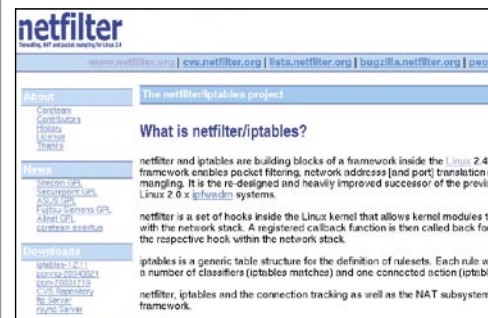 netfilter
firewalling, NAT and packet mangling for Linux 2.4
www.netfilter.org | cvs.netfilter.org | lists.netfilter.org | bugzilla.netfilter.org | peo
About
Coreteam
Contributors
History
License
Thanks
News
Sitecom GPL
Securepoint GPL
ASUS GPL
Fujitsu Siemens GPL
Allnet GPL
coreteam emeritus
Downloads
iptables-1.2.11
pom-ng-20040621
pom-20031219
CVS Repository
ftp Server
rsync Server
The netfilter/iptables project
What is netfilter/iptables?
netfilter and iptables are building blocks of a framework inside the Linux 2.4
framework enables packet filtering, network address [and port] translation
mangling. It is the re-designed and heavily improved successor of the previ
Linux 2.0.x ipfwadm systems.
netfilter is a set of hooks inside the Linux kernel that allows kernel modules t
with the network stack. A registered callback function is then called back fo
the respective hook within the network stack.
iptables is a generic table structure for the definition of rulesets. Each rule w
a number of classifiers (iptables matches) and one connected action (iptabl
netfilter, iptables and the connection tracking as well as the NAT subsystem
framework.